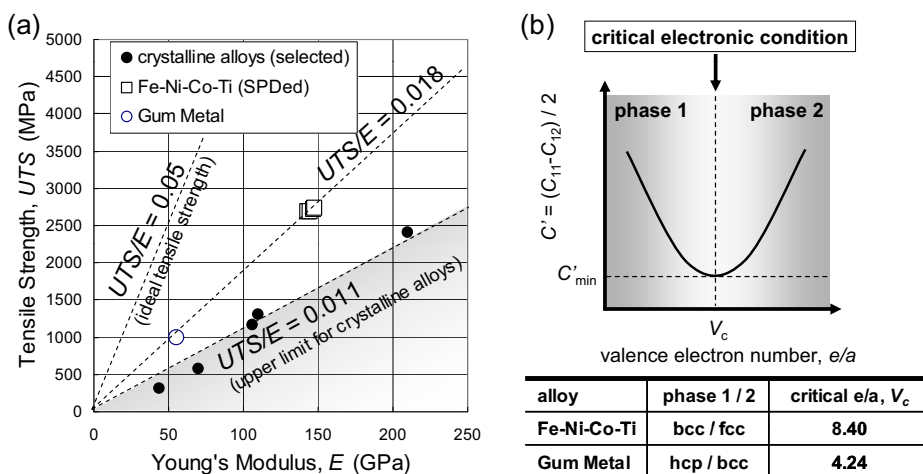 (a)
5000
4500
4000
3500
3000
2500
2000
1500
1000
500
0
Tensile Strength, UTS (MPa)
crystalline alloys (selected)
Fe-Ni-Co-Ti (SPDed)
Gum Metal
UTS/E = 0.05
(ideal tensile strength)
UTS/E = 0.018
UTS/E = 0.011
(upper limit for crystalline alloys)
0 50 100 150 200 250
Young's Modulus, E (GPa)
(b)
critical electronic condition
phase 1 phase 2
C' = (C11-C12) / 2
C'min
Vc
valence electron number, e/a
alloy phase 1 / 2 critical e/a, Vc
Fe-Ni-Co-Ti bcc / fcc 8.40
Gum Metal hcp / bcc 4.24